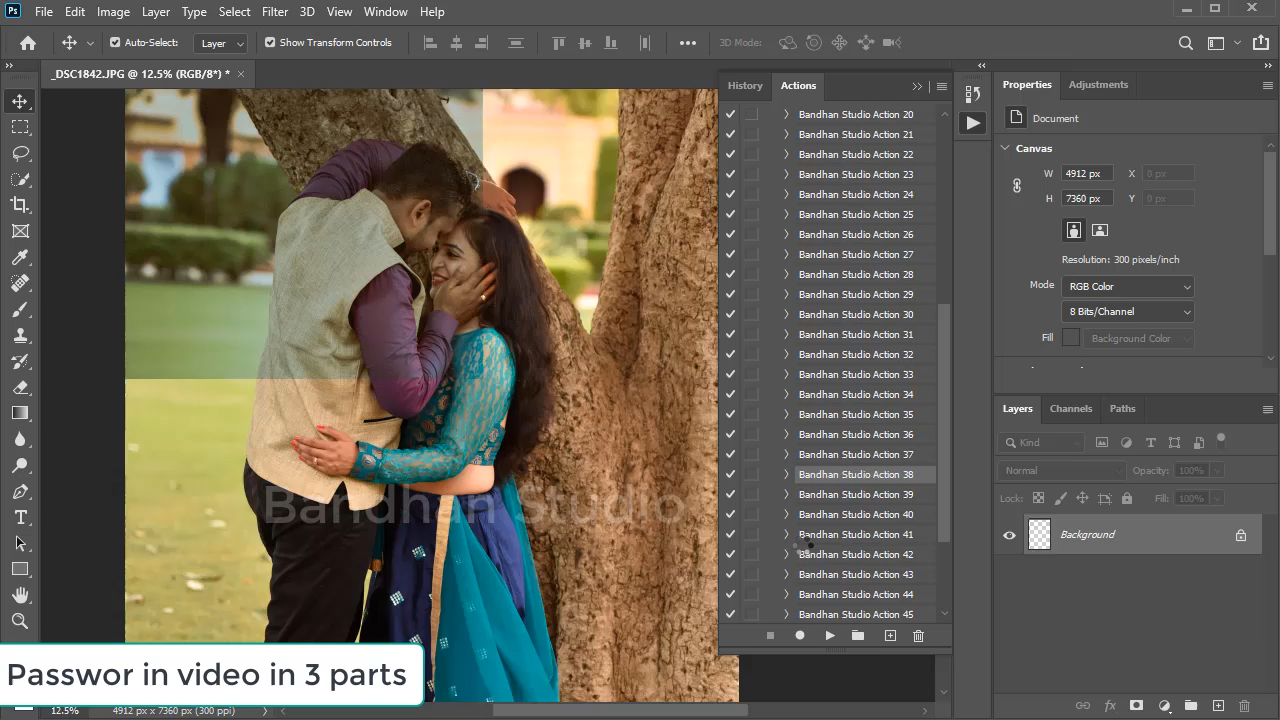 Ps File Edit Image Layer Type Select Filter 3D View Window Help
Auto-Select: Layer Show Transform Controls 3D Mode:
_DSC1842.JPG @ 12.5% (RGB/8*) *
History Actions
Bandhan Studio Action 20
Bandhan Studio Action 21
Bandhan Studio Action 22
Bandhan Studio Action 23
Bandhan Studio Action 24
Bandhan Studio Action 25
Bandhan Studio Action 26
Bandhan Studio Action 27
Bandhan Studio Action 28
Bandhan Studio Action 29
Bandhan Studio Action 30
Bandhan Studio Action 31
Bandhan Studio Action 32
Bandhan Studio Action 33
Bandhan Studio Action 34
Bandhan Studio Action 35
Bandhan Studio Action 36
Bandhan Studio Action 37
Bandhan Studio Action 38
Bandhan Studio Action 39
Bandhan Studio Action 40
Bandhan Studio Action 41
Bandhan Studio Action 42
Bandhan Studio Action 43
Bandhan Studio Action 44
Bandhan Studio Action 45
Properties Adjustments
Document
Canvas
W 4912 px X 0 px
H 7360 px Y 0 px
Resolution: 300 pixels/inch
Mode RGB Color
8 Bits/Channel
Fill Background Color
Layers Channels Paths
Kind
Normal Opacity: 100%
Lock: Fill: 100%
Background
Bandhan Studio
Passwor in video in 3 parts
12.5% 4912 px x 7360 px (300 ppi)